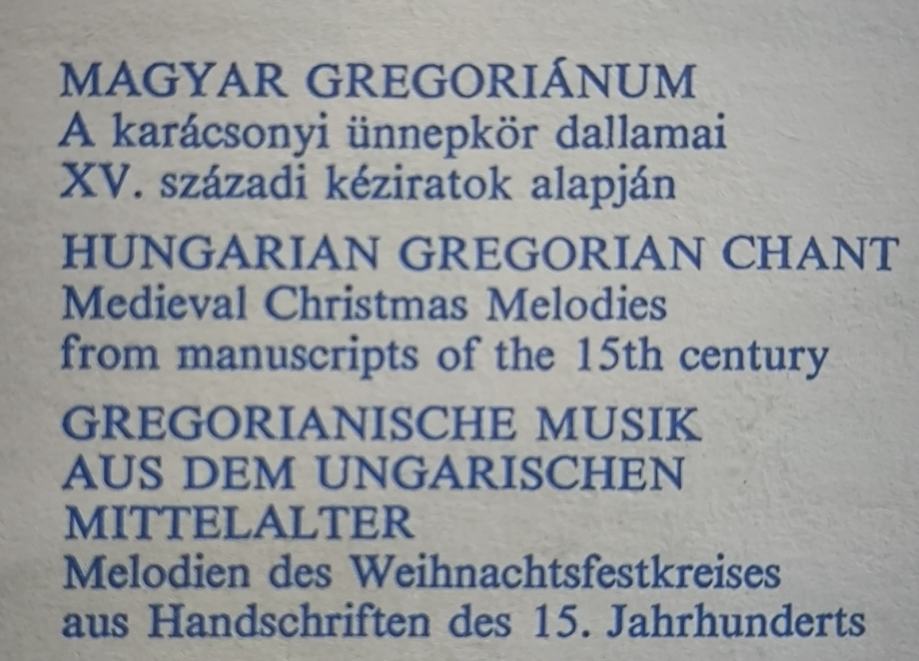 MAGYAR GREGORIÁNUM
A karácsonyi ünnepkör dallamai
XV. századi kéziratok alapján
HUNGARIAN GREGORIAN CHANT
Medieval Christmas Melodies
from manuscripts of the 15th century
GREGORIANISCHE MUSIK
AUS DEM UNGARISCHEN
MITTELALTER
Melodien des Weihnachtsfestkreises
aus Handschriften des 15. Jahrhunderts